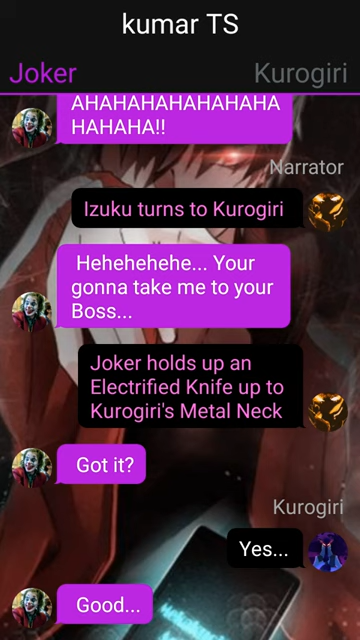 kumar TS
Joker Kurogiri
AHAHAHAHAHAHAHA
HAHAHA!!
Narrator
Izuku turns to Kurogiri
Hehehehehe... Your
gonna take me to your
Boss...
Joker holds up an
Electrified Knife up to
Kurogiri's Metal Neck
Got it?
Kurogiri
Yes...
Good...